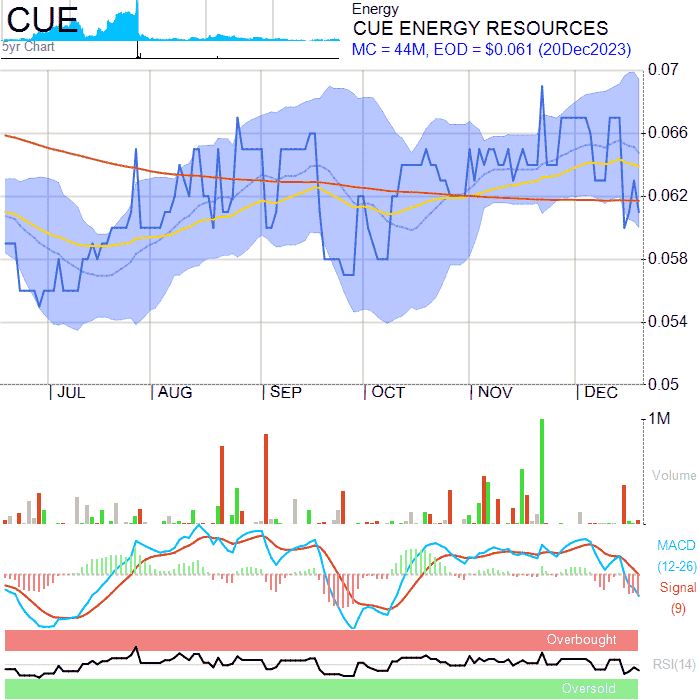 CUE
5yr Chart
Energy
CUE ENERGY RESOURCES
MC = 44M, EOD = $0.061 (20Dec2023)
0.07
0.066
0.062
0.058
0.054
0.05
JUL AUG SEP OCT NOV DEC
1M
Volume
MACD
(12-26)
Signal
(9)
Overbought
RSI(14)
Oversold